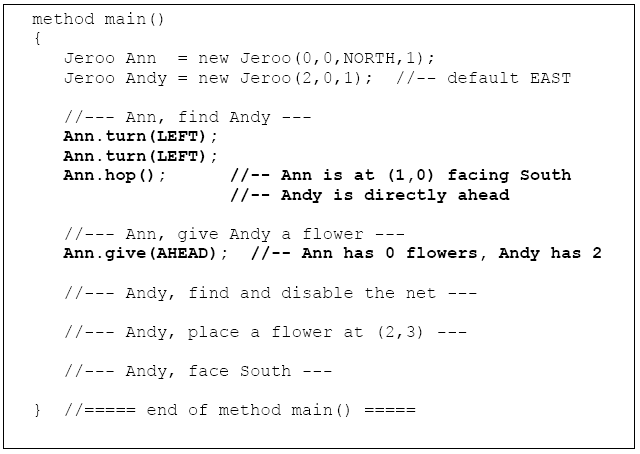 method main()
{
Jeroo Ann  = new Jeroo(0,0,NORTH,1);
Jeroo Andy = new Jeroo(2,0,1);  //-- default EAST
//--- Ann, find Andy ---
Ann.turn(LEFT);
Ann.turn(LEFT);
Ann.hop();      //-- Ann is at (1,0) facing South
//-- Andy is directly ahead
//--- Ann, give Andy a flower ---
Ann.give(AHEAD);  //-- Ann has 0 flowers, Andy has 2
//--- Andy, find and disable the net ---
//--- Andy, place a flower at (2,3) ---
//--- Andy, face South ---
}  //===== end of method main() =====